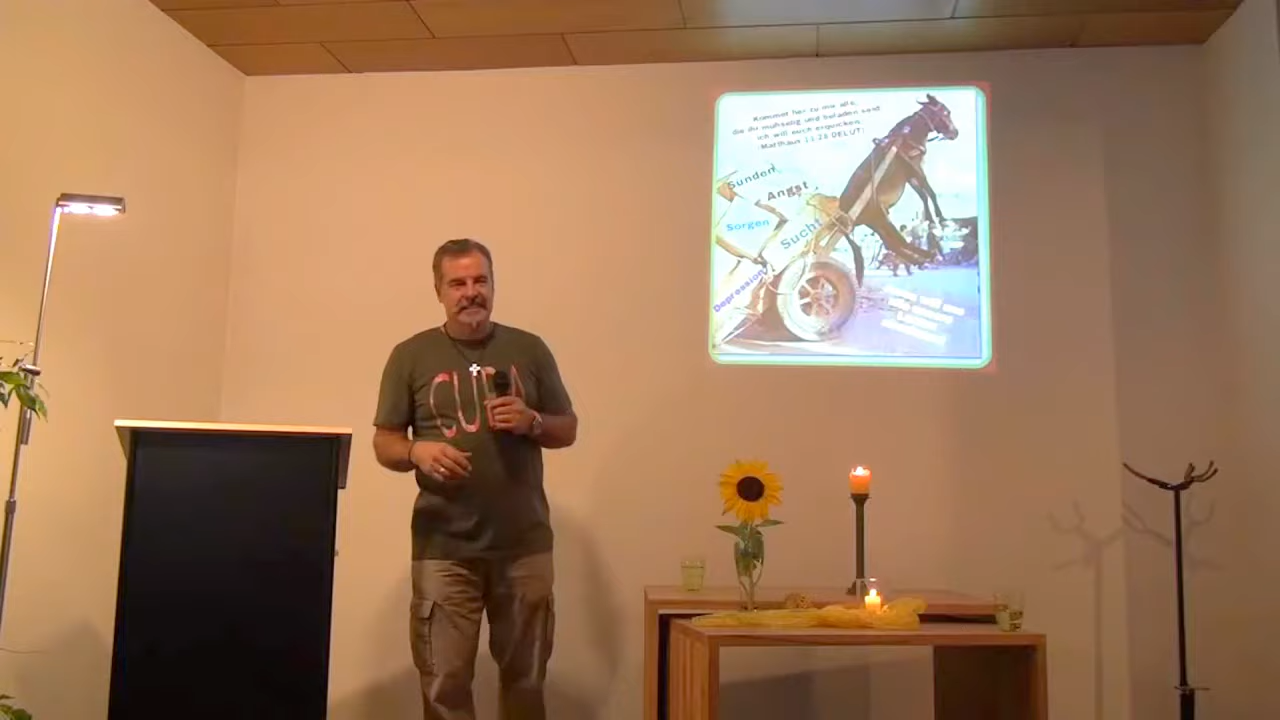 CUBA
Kommet her zu mir alle,
die ihr mühselig und beladen seid
ich will euch erquicken.
(Matthäus 11:28 DELUT)
Sünden
Angst
Sorgen
Sucht
Depression